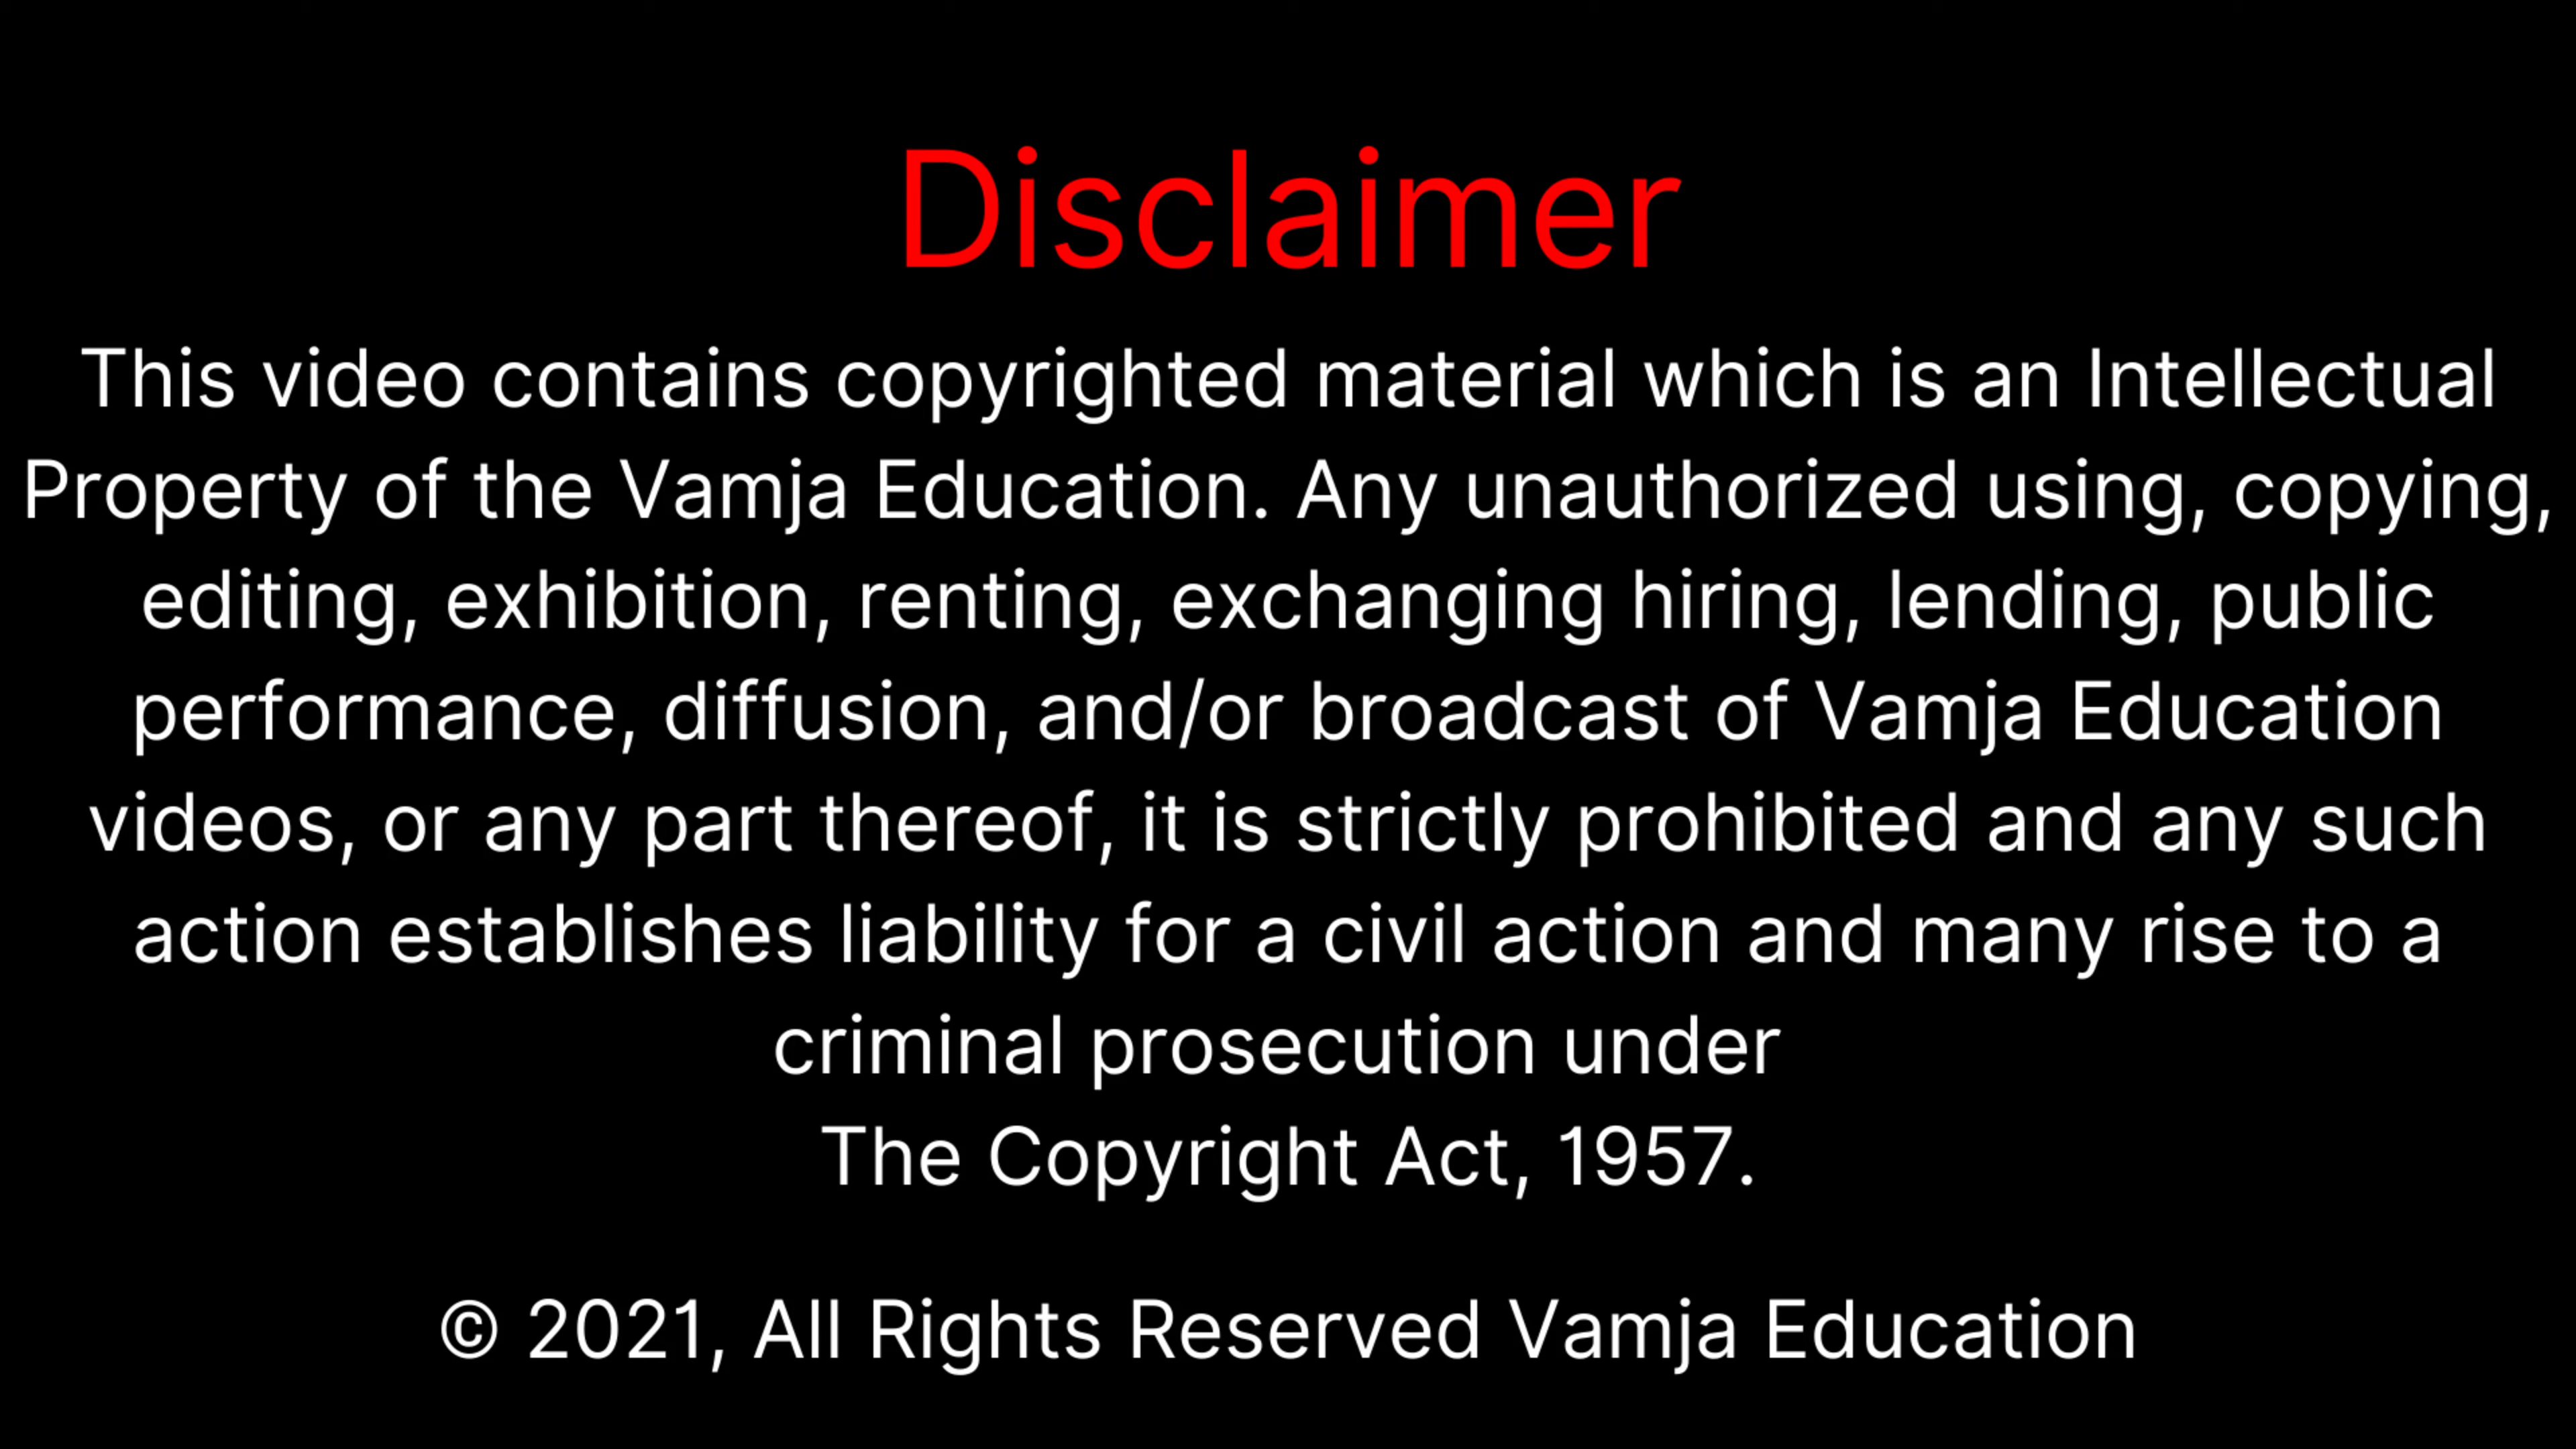 Disclaimer
This video contains copyrighted material which is an Intellectual
Property of the Vamja Education. Any unauthorized using, copying,
editing, exhibition, renting, exchanging hiring, lending, public
performance, diffusion, and/or broadcast of Vamja Education
videos, or any part thereof, it is strictly prohibited and any such
action establishes liability for a civil action and many rise to a
criminal prosecution under
The Copyright Act, 1957.
© 2021, All Rights Reserved Vamja Education